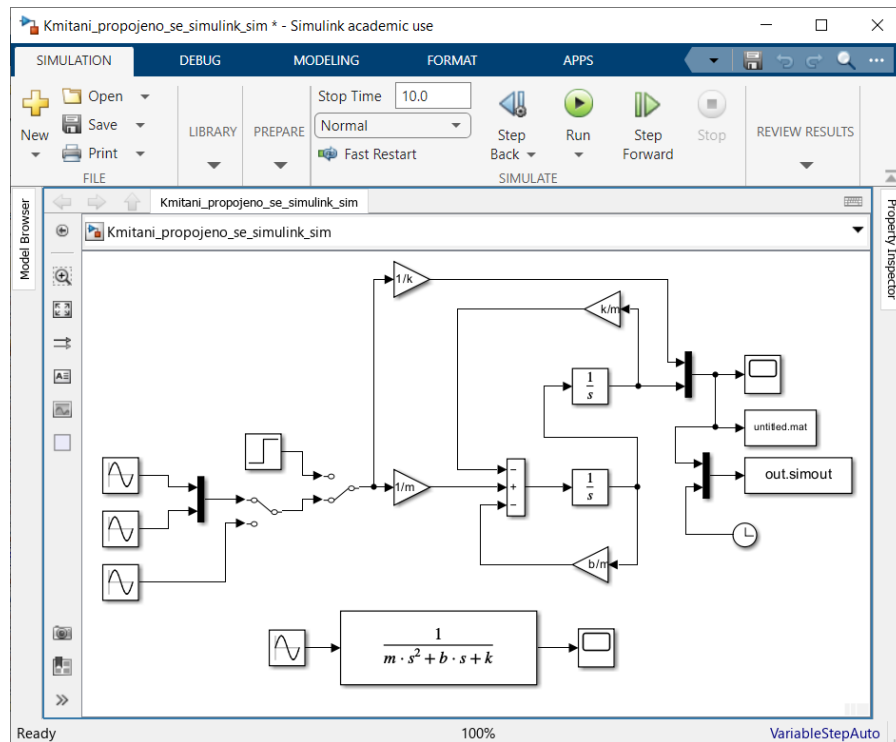 Kmitani_propojeno_se_simulink_sim * - Simulink academic use
SIMULATION DEBUG MODELING FORMAT APPS
New
Open
Save
Print
FILE
LIBRARY
PREPARE
Stop Time 10.0
Normal
Fast Restart
Step Back
Run
Step Forward
Stop
SIMULATE
REVIEW RESULTS
Model Browser
Property Inspector
Kmitani_propojeno_se_simulink_sim
Kmitani_propojeno_se_simulink_sim
1/k
k/m
1/s
untitled.mat
1/m
1/s
out.simout
b/m
1/(m · s² + b · s + k)
Ready
100%
VariableStepAuto